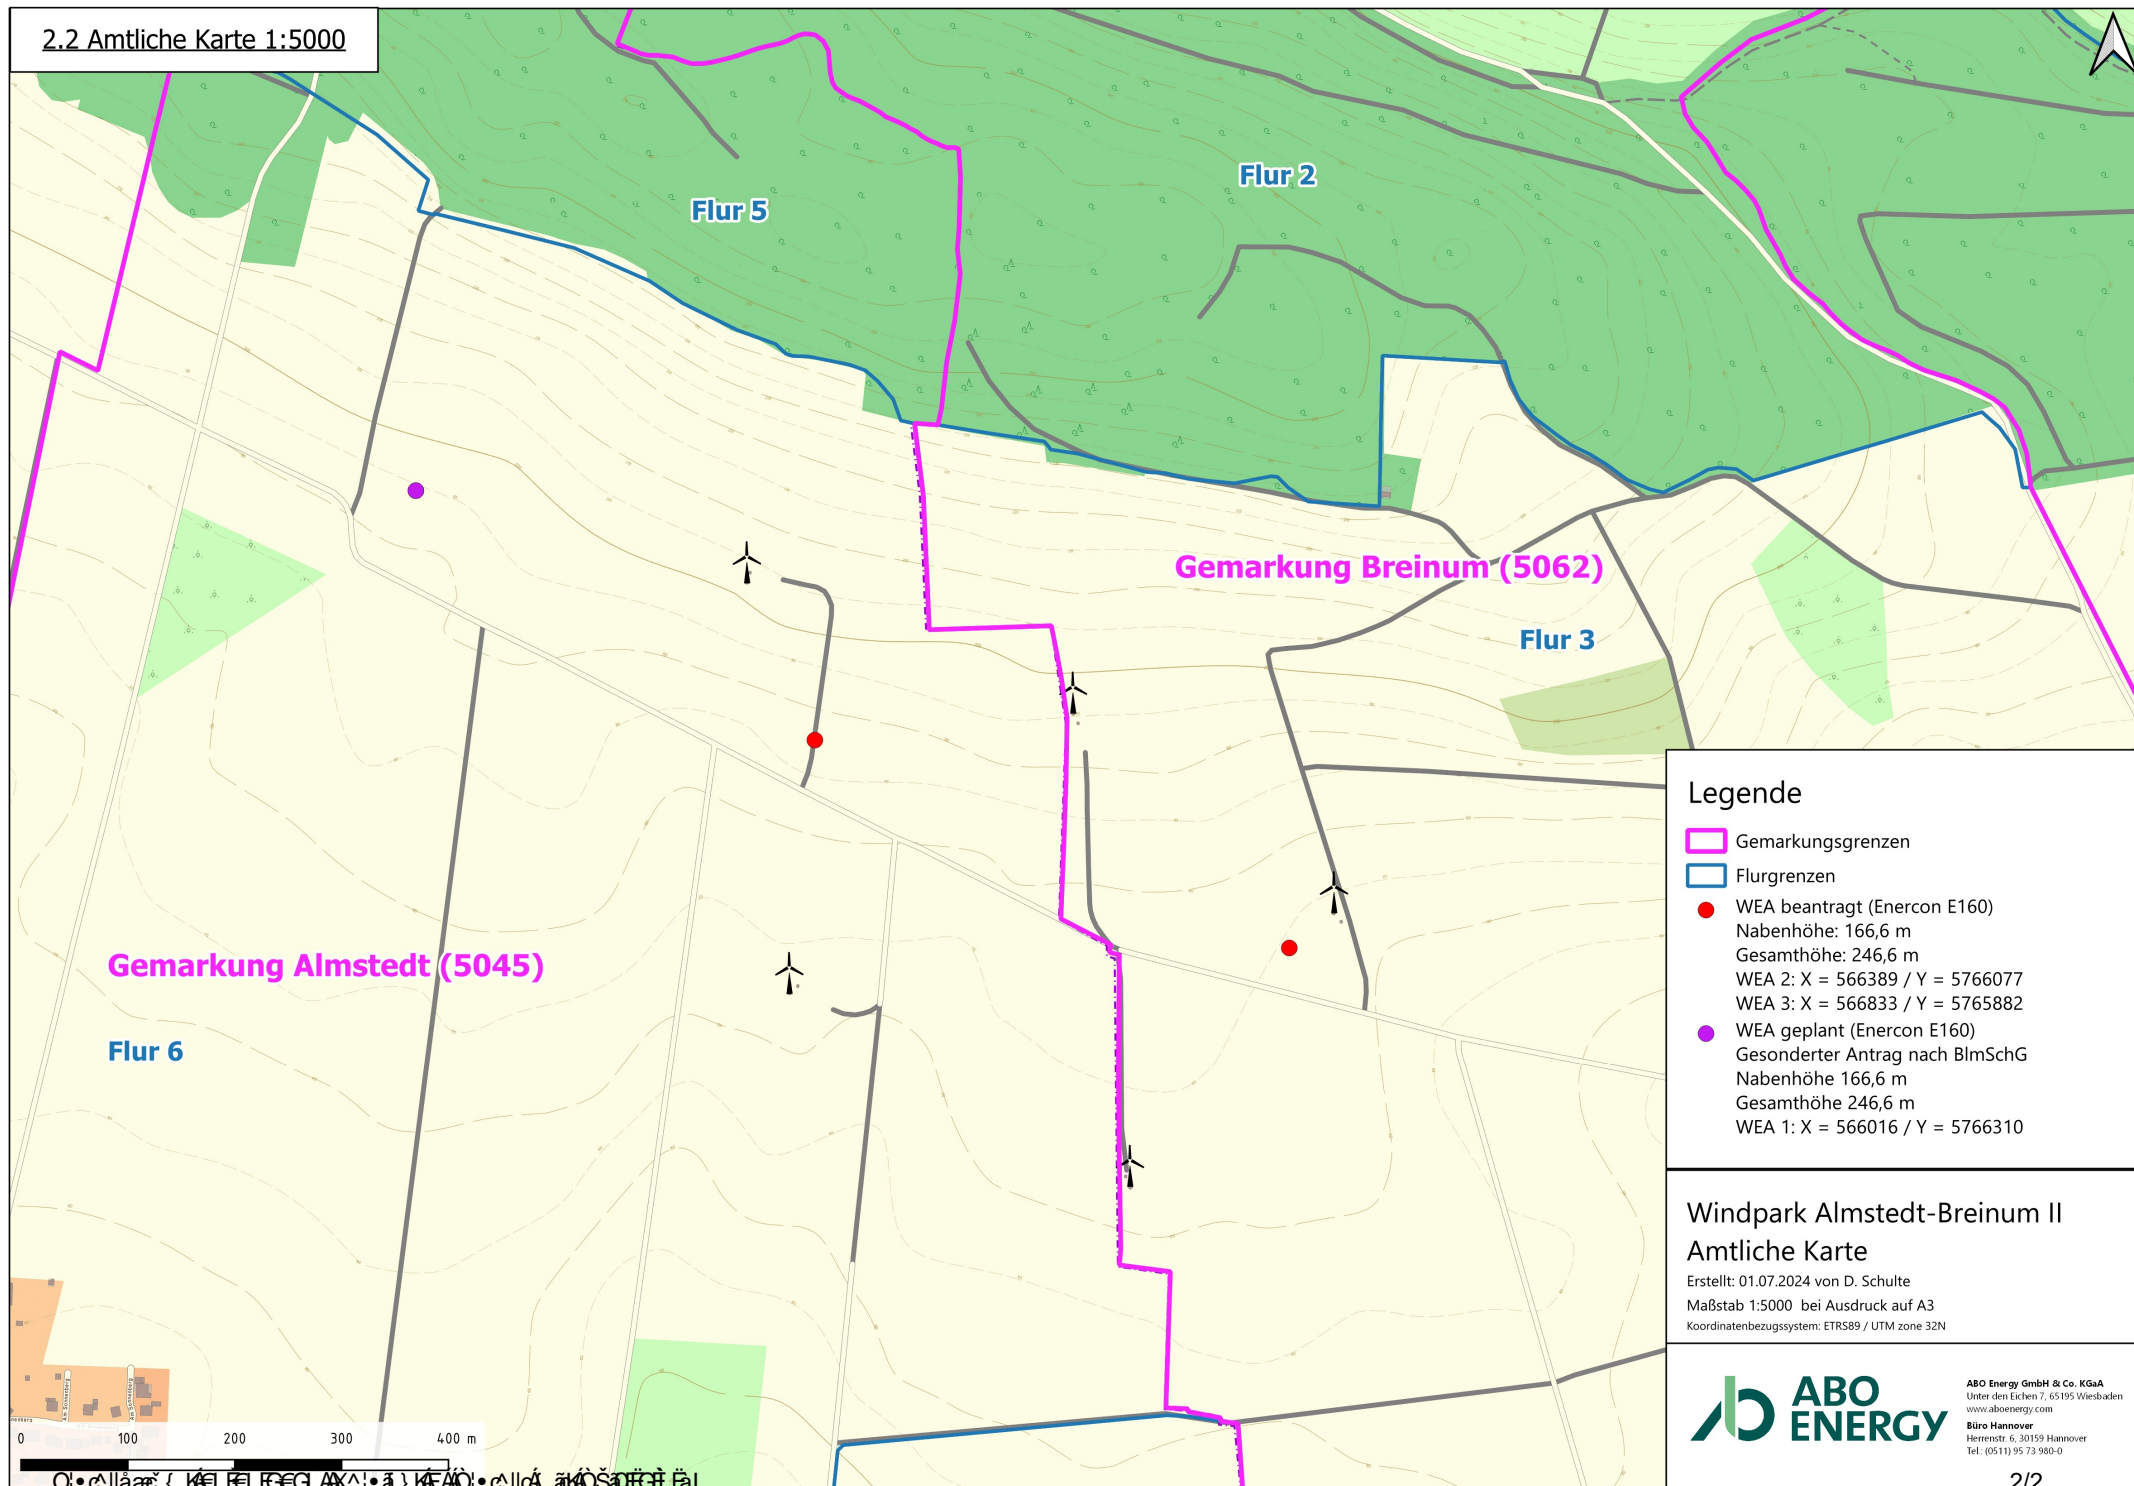 2.2 Amtliche Karte 1:5000
Flur 2
Flur 5
Gemarkung Breinum (5062)
Flur 3
Gemarkung Almstedt (5045)
Flur 6
Am Sonnenberg
Am Sonnenberg
0 100 200 300 400 m
Legende
Gemarkungsgrenzen
Flurgrenzen
WEA beantragt (Enercon E160)
Nabenhöhe: 166,6 m
Gesamthöhe: 246,6 m
WEA 2: X = 566389 / Y = 5766077
WEA 3: X = 566833 / Y = 5765882
WEA geplant (Enercon E160)
Gesonderter Antrag nach BImSchG
Nabenhöhe 166,6 m
Gesamthöhe 246,6 m
WEA 1: X = 566016 / Y = 5766310
Windpark Almstedt-Breinum II
Amtliche Karte
Erstellt: 01.07.2024 von D. Schulte
Maßstab 1:5000 bei Ausdruck auf A3
Koordinatenbezugssystem: ETRS89 / UTM zone 32N
ABO
ENERGY
ABO Energy GmbH & Co. KGaA
Unter den Eichen 7, 65195 Wiesbaden
www.aboenergy.com
Büro Hannover
Herrenstr. 6, 30159 Hannover
Tel.: (0511) 95 73 980-0
2/2